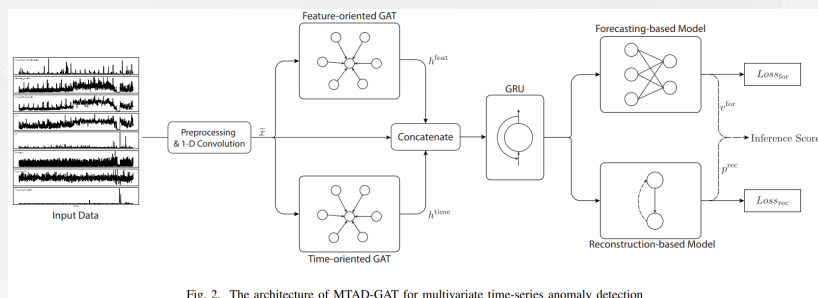 Feature-oriented GAT
Forecasting-based Model
h^feat
Loss_for
GRU
v^for
Preprocessing
& 1-D Convolution
x̃
Concatenate
Inference Score
p^rec
h^time
Loss_rec
Input Data
Time-oriented GAT
Reconstruction-based Model
Fig. 2. The architecture of MTAD-GAT for multivariate time-series anomaly detection